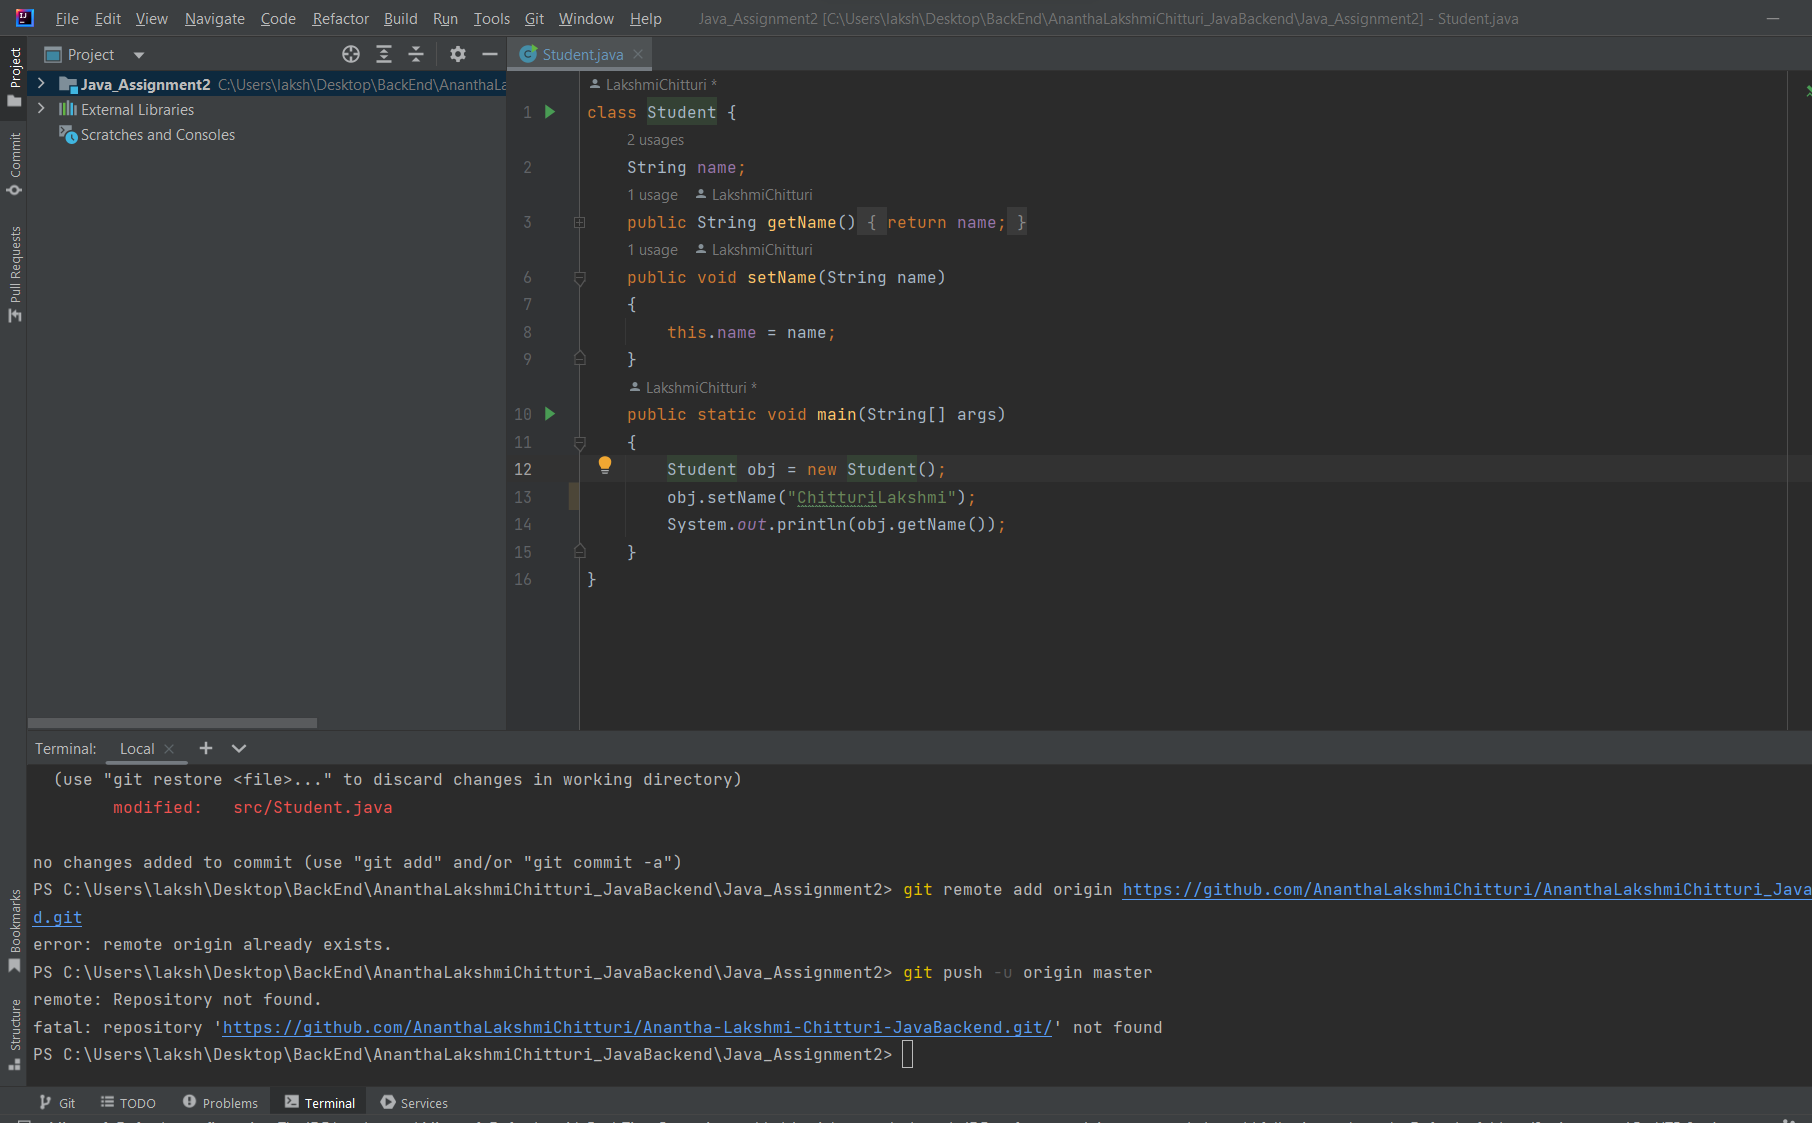 File Edit View Navigate Code Refactor Build Run Tools Git Window Help Java_Assignment2 [C:\Users\laksh\Desktop\BackEnd\AnanthaLakshmiChitturi_JavaBackend\Java_Assignment2] - Student.java
Project
Student.java
Java_Assignment2 C:\Users\laksh\Desktop\BackEnd\AnanthaLa
External Libraries
Scratches and Consoles
Project
Commit
Pull Requests
Bookmarks
Structure
LakshmiChitturi *
1 class Student {
2 usages
2 String name;
1 usage LakshmiChitturi
3 public String getName() { return name; }
1 usage LakshmiChitturi
6 public void setName(String name)
7 {
8 this.name = name;
9 }
LakshmiChitturi *
10 public static void main(String[] args)
11 {
12 Student obj = new Student();
13 obj.setName("ChitturiLakshmi");
14 System.out.println(obj.getName());
15 }
16 }
Terminal: Local
(use "git restore <file>..." to discard changes in working directory)
modified: src/Student.java
no changes added to commit (use "git add" and/or "git commit -a")
PS C:\Users\laksh\Desktop\BackEnd\AnanthaLakshmiChitturi_JavaBackend\Java_Assignment2> git remote add origin https://github.com/AnanthaLakshmiChitturi/AnanthaLakshmiChitturi_Java
d.git
error: remote origin already exists.
PS C:\Users\laksh\Desktop\BackEnd\AnanthaLakshmiChitturi_JavaBackend\Java_Assignment2> git push -u origin master
remote: Repository not found.
fatal: repository 'https://github.com/AnanthaLakshmiChitturi/Anantha-Lakshmi-Chitturi-JavaBackend.git/' not found
PS C:\Users\laksh\Desktop\BackEnd\AnanthaLakshmiChitturi_JavaBackend\Java_Assignment2>
Git TODO Problems Terminal Services